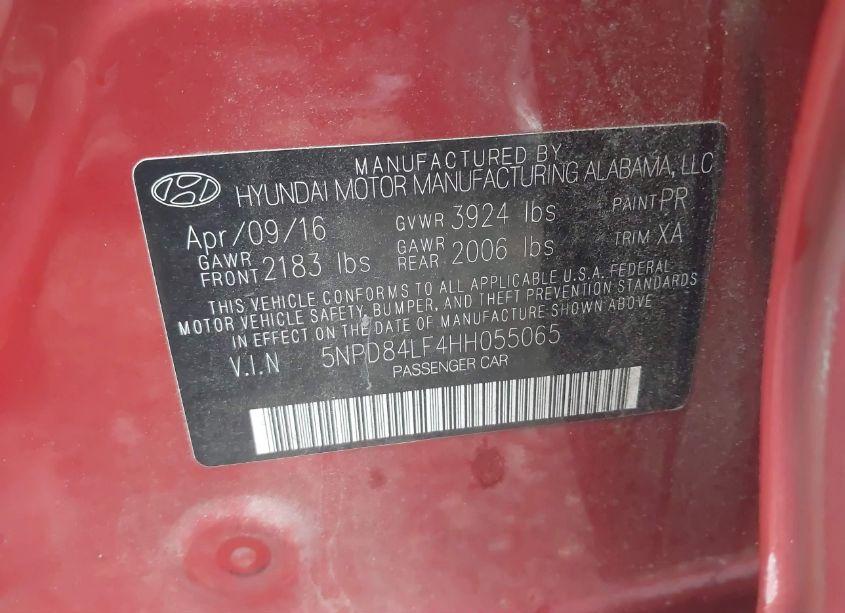 MANUFACTURED BY
HYUNDAI MOTOR MANUFACTURING ALABAMA, LLC
Apr/09/16 GVWR 3924 lbs PAINT PR
GAWR FRONT 2183 lbs GAWR REAR 2006 lbs TRIM XA
THIS VEHICLE CONFORMS TO ALL APPLICABLE U.S.A. FEDERAL
MOTOR VEHICLE SAFETY, BUMPER, AND THEFT PREVENTION STANDARDS
IN EFFECT ON THE DATE OF MANUFACTURE SHOWN ABOVE
V.I.N 5NPD84LF4HH055065
PASSENGER CAR